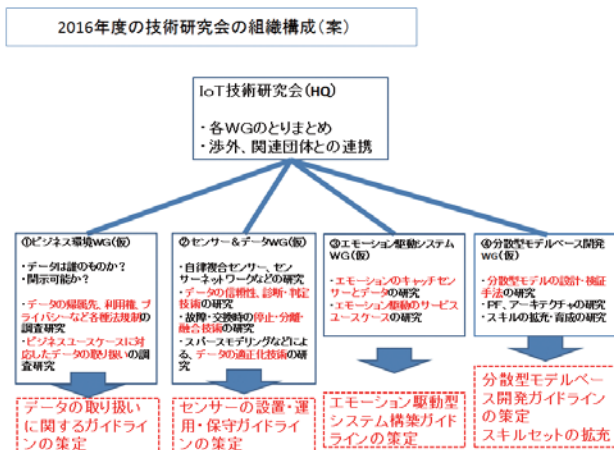 2016年度の技術研究会の組織構成(案)
IoT技術研究会(HQ)
・各WGのとりまとめ
・渉外、関連団体との連携
①ビジネス環境WG(仮)
・データは誰のものか？
・開示可能か？
・データの帰属先、利用権、プ
ライバシーなど各種法規制の
調査研究
・ビジネスユースケースに対
応したデータの取り扱いの調
査研究
データの取り扱い
に関するガイドライ
ンの策定
②センサー＆データWG(仮)
・自律複合センサー、セン
サーネットワークなどの研究
・データの信頼性、診断・判定
技術の研究
・故障・交換時の停止・分離・
融合技術の研究
・スパースモデリングなどによ
る、データの適正化技術の研
究
センサーの設置・運
用・保守ガイドライ
ンの策定
③エモーション駆動システム
WG(仮)
・エモーションのキャッチセン
サーとデータの研究
・エモーション駆動のサービス
ユースケースの研究
エモーション駆動型
システム構築ガイド
ラインの策定
④分散型モデルベース開発
WG(仮)
・分散型モデルの設計・検証
手法の研究
・PF、アーキテクチャの研究
・スキルの拡充・育成の研究
分散型モデルベー
ス開発ガイドライン
の策定
スキルセットの拡充